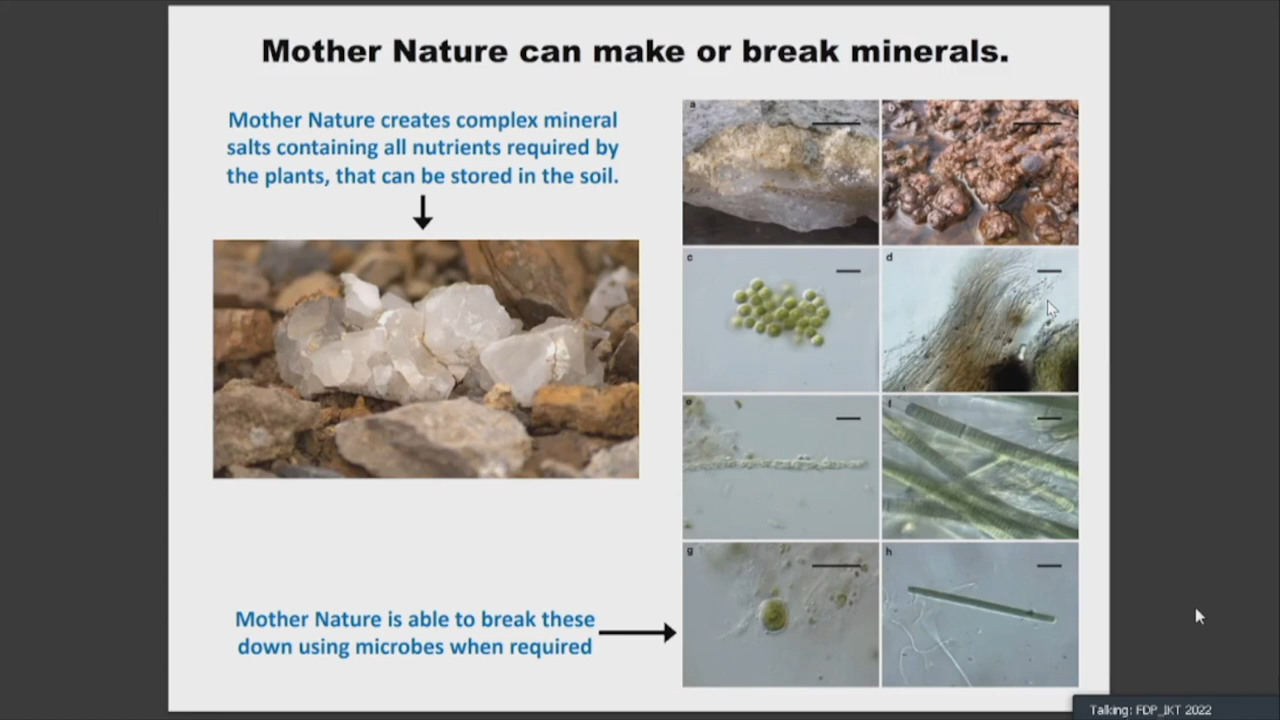 Mother Nature can make or break minerals.
Mother Nature creates complex mineral
salts containing all nutrients required by
the plants, that can be stored in the soil.
a
b
c
d
e
f
g
h
Mother Nature is able to break these
down using microbes when required
Talking: FDP_IKT 2022